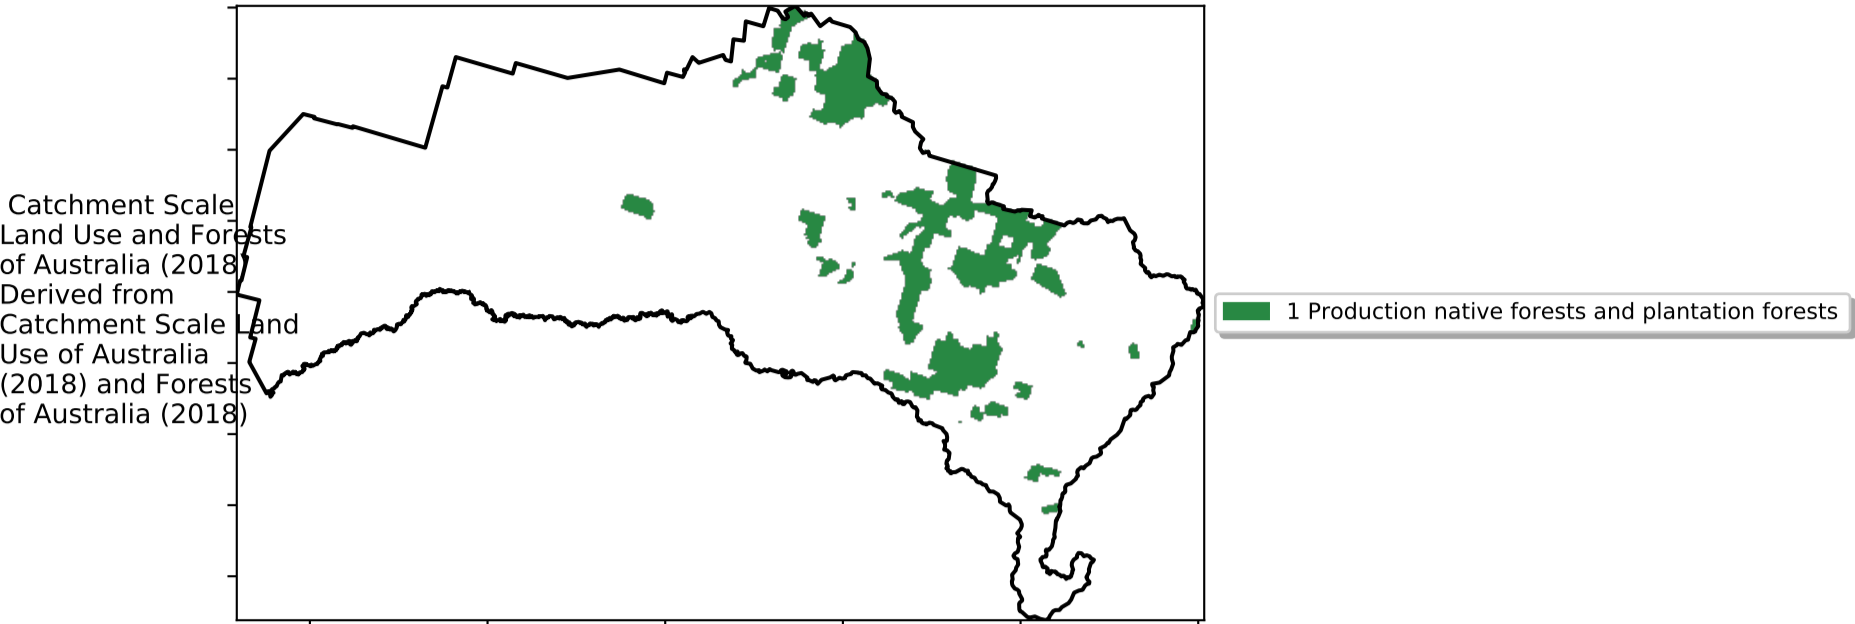 Catchment Scale
Land Use and Forests
of Australia (2018)
Derived from
Catchment Scale Land
Use of Australia
(2018) and Forests
of Australia (2018)
1 Production native forests and plantation forests